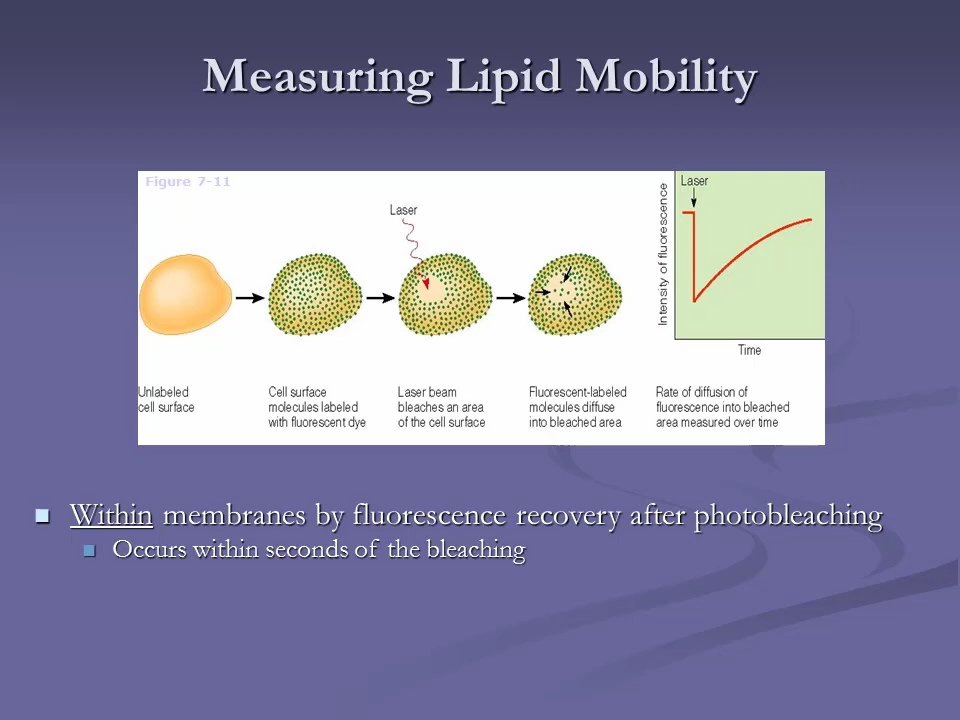 Measuring Lipid Mobility
Figure 7-11
Laser
Laser
Intensity of fluorescence
Time
Unlabeled
cell surface
Cell surface
molecules labeled
with fluorescent dye
Laser beam
bleaches an area
of the cell surface
Fluorescent-labeled
molecules diffuse
into bleached area
Rate of diffusion of
fluorescence into bleached
area measured over time
Within membranes by fluorescence recovery after photobleaching
Occurs within seconds of the bleaching